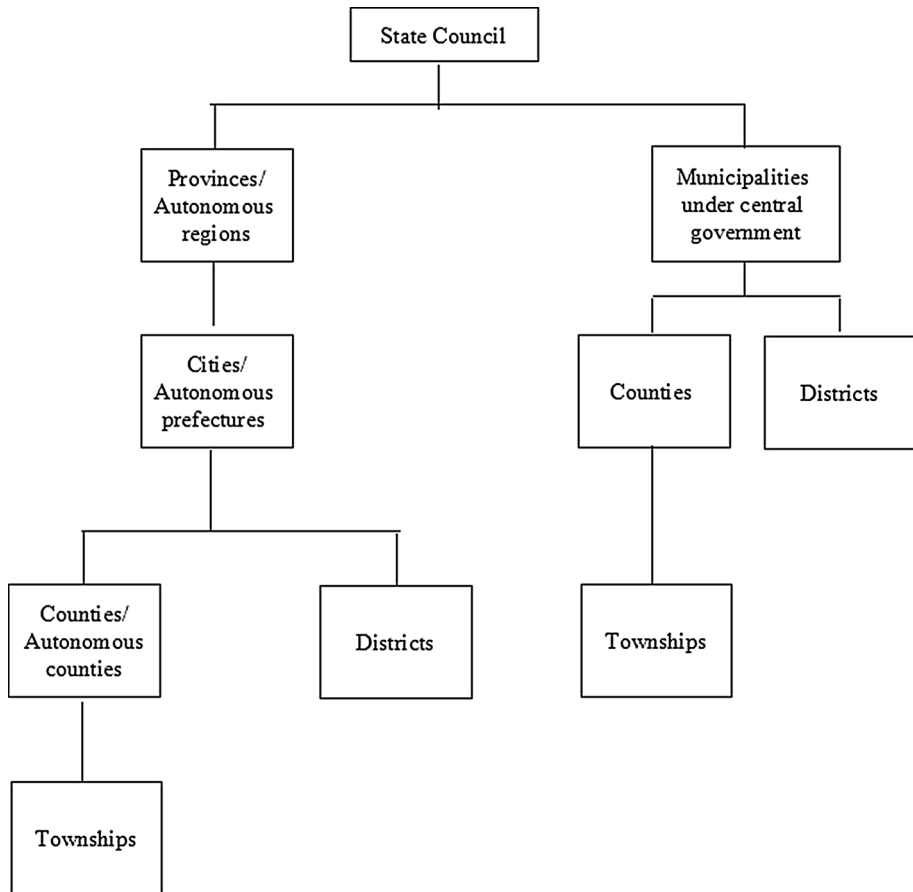 State Council
Provinces/
Autonomous
regions
Municipalities
under central
government
Cities/
Autonomous
prefectures
Counties
Districts
Counties/
Autonomous
counties
Districts
Townships
Townships